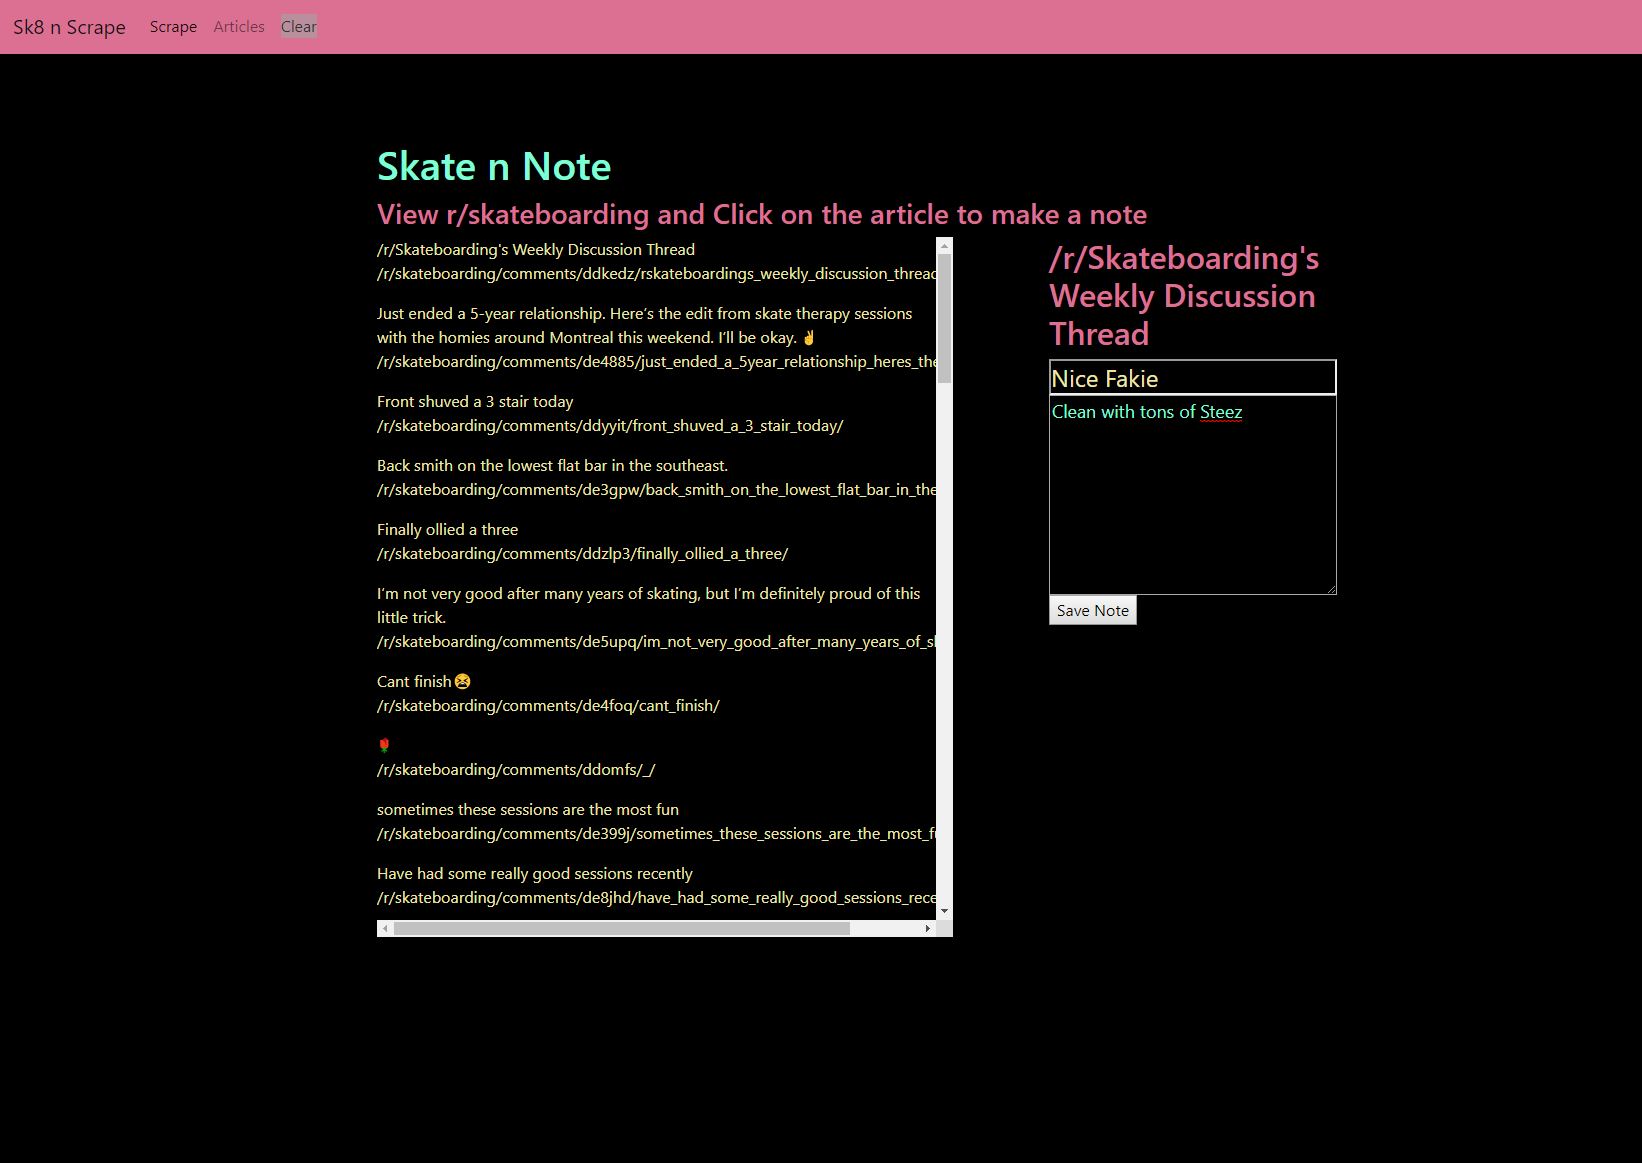 Sk8 n Scrape Scrape Articles Clear
Skate n Note
View r/skateboarding and Click on the article to make a note
/r/Skateboarding's Weekly Discussion Thread
/r/skateboarding/comments/ddkedz/rskateboardings_weekly_discussion_thread
Just ended a 5-year relationship. Here’s the edit from skate therapy sessions
with the homies around Montreal this weekend. I’ll be okay. ✌
/r/skateboarding/comments/de4885/just_ended_a_5year_relationship_heres_the
Front shuved a 3 stair today
/r/skateboarding/comments/ddyyit/front_shuved_a_3_stair_today/
Back smith on the lowest flat bar in the southeast.
/r/skateboarding/comments/de3gpw/back_smith_on_the_lowest_flat_bar_in_the
Finally ollied a three
/r/skateboarding/comments/ddzlp3/finally_ollied_a_three/
I’m not very good after many years of skating, but I’m definitely proud of this
little trick.
/r/skateboarding/comments/de5upq/im_not_very_good_after_many_years_of_sk
Cant finish😫
/r/skateboarding/comments/de4foq/cant_finish/
🌹
/r/skateboarding/comments/ddomfs/_/
sometimes these sessions are the most fun
/r/skateboarding/comments/de399j/sometimes_these_sessions_are_the_most_fu
Have had some really good sessions recently
/r/skateboarding/comments/de8jhd/have_had_some_really_good_sessions_rece
/r/Skateboarding's
Weekly Discussion
Thread
Nice Fakie
Clean with tons of Steez
Save Note